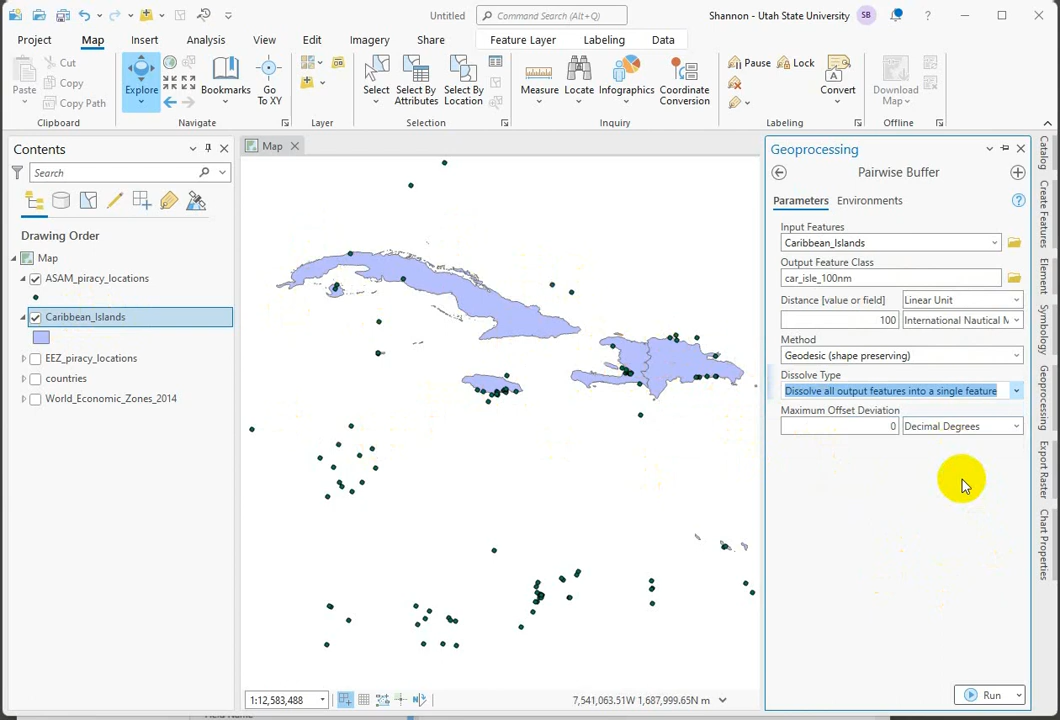 Untitled
Command Search (Alt+Q)
Shannon - Utah State University
SB
?
Project
Map
Insert
Analysis
View
Edit
Imagery
Share
Feature Layer
Labeling
Data
Paste
Cut
Copy
Copy Path
Clipboard
Explore
Bookmarks
Go
To XY
Navigate
Layer
Select
Select By
Attributes
Select By
Location
Selection
Measure
Locate
Infographics
Coordinate
Conversion
Inquiry
Pause
Lock
Convert
Labeling
Download
Map
Offline
Contents
Search
Drawing Order
Map
ASAM_piracy_locations
Caribbean_Islands
EEZ_piracy_locations
countries
World_Economic_Zones_2014
Map
1:12,583,488
7,541,063.51W 1,687,999.65N m
Geoprocessing
Pairwise Buffer
Parameters
Environments
?
Input Features
Caribbean_Islands
Output Feature Class
car_isle_100nm
Distance [value or field]
Linear Unit
100
International Nautical M
Method
Geodesic (shape preserving)
Dissolve Type
Dissolve all output features into a single feature
Maximum Offset Deviation
0
Decimal Degrees
Run
Catalog
Create Features
Element
Symbology
Geoprocessing
Export Raster
Chart Properties